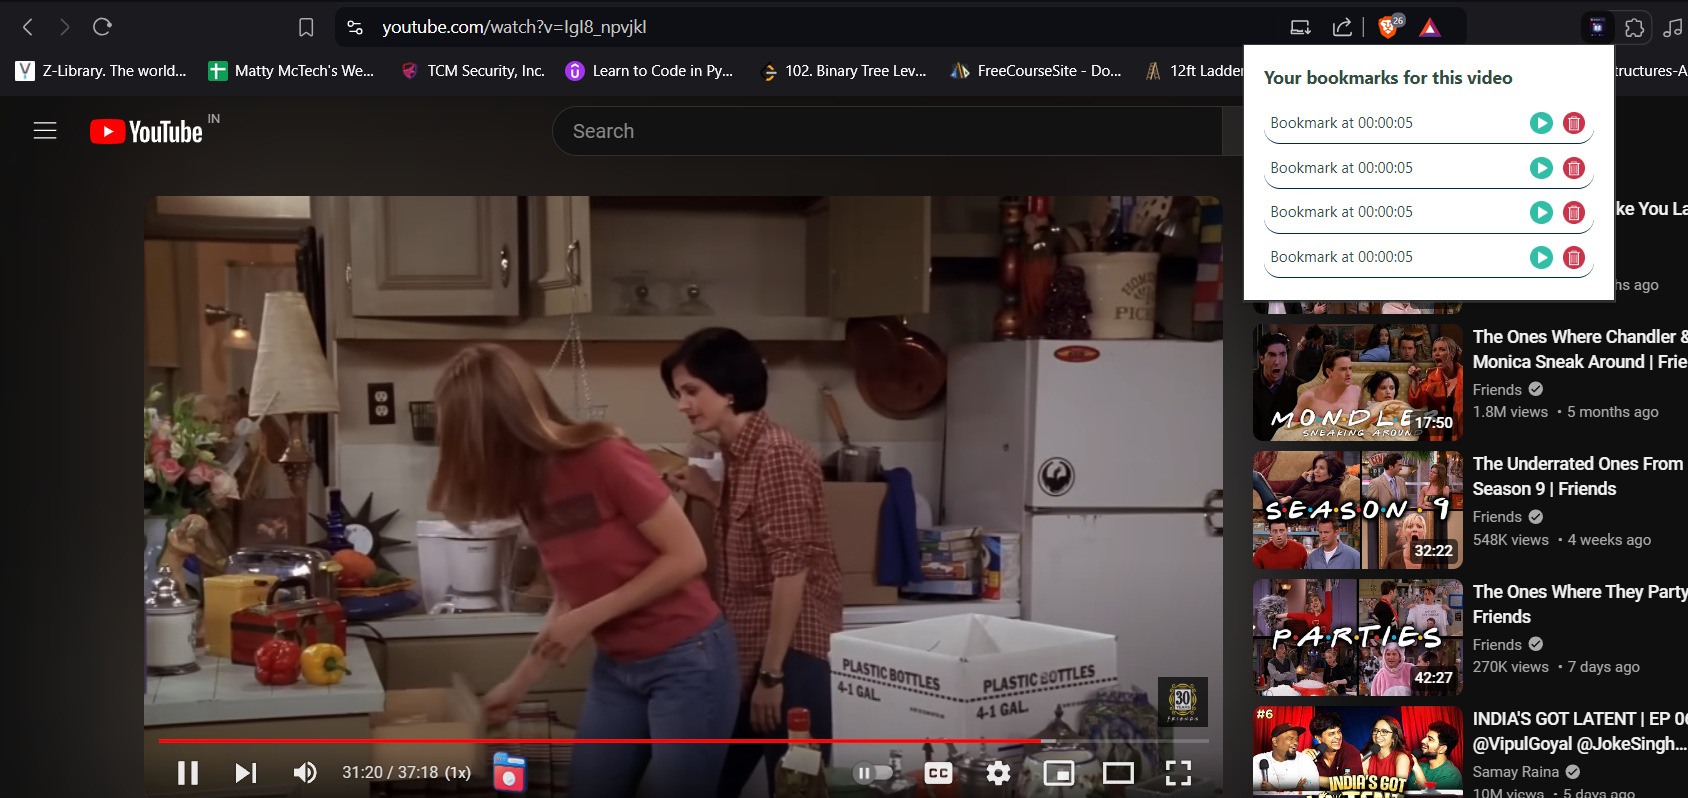 youtube.com/watch?v=IgI8_npvjkI
26
Z-Library. The world...
Matty McTech's We...
TCM Security, Inc.
Learn to Code in Py...
102. Binary Tree Lev...
FreeCourseSite - Do...
12ft Ladder
tructures-A
YouTube IN
Search
Your bookmarks for this video
Bookmark at 00:00:05
Bookmark at 00:00:05
Bookmark at 00:00:05
Bookmark at 00:00:05
ke You La
hs ago
PLASTIC BOTTLES
4-1 GAL.
PLASTIC BOTTLES
4-1 GAL.
30
FRIENDS
31:20 / 37:18 (1x)
CC
MONDLE
SNEAKING AROUND
17:50
The Ones Where Chandler &
Monica Sneak Around | Frie
Friends
1.8M views • 5 months ago
SEASON 9
32:22
The Underrated Ones From
Season 9 | Friends
Friends
548K views • 4 weeks ago
PARTIES
42:27
The Ones Where They Party
Friends
Friends
270K views • 7 days ago
#6
INDIA'S GOT
INDIA'S GOT LATENT | EP 06
@VipulGoyal @JokeSingh...
Samay Raina
10M views • 5 days ago